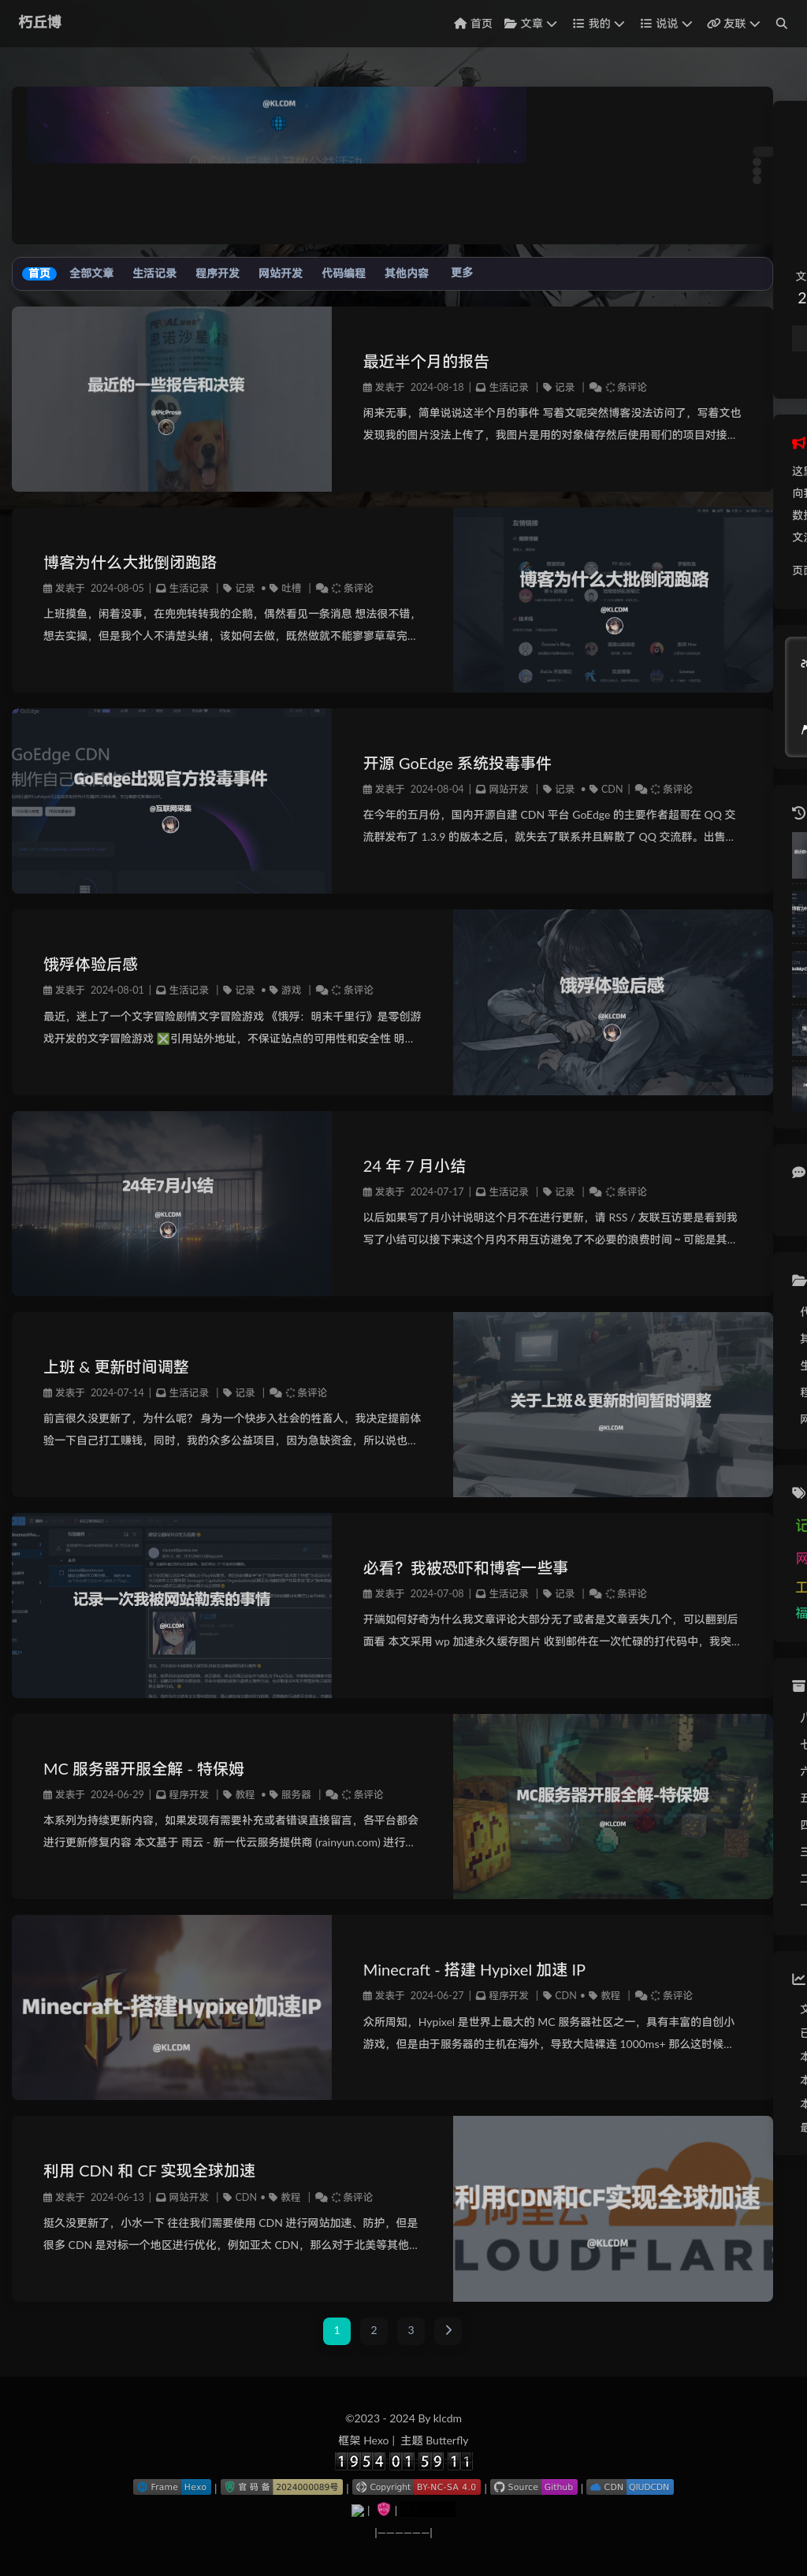 朽丘博
首页 文章 我的 说说 友联
@KLCDM
首页 全部文章 生活记录 程序开发 网站开发 代码编程 其他内容 更多
文
2
最近的一些报告和决策
@PicProse
最近半个月的报告
发表于 2024-08-18 | 生活记录 | 记录 | 条评论
闲来无事，简单说说这半个月的事件 写着文呢突然博客没法访问了，写着文也
发现我的图片没法上传了，我图片是用的对象储存然后使用哥们的项目对接...
博客为什么大批倒闭跑路
发表于 2024-08-05 | 生活记录 | 记录 • 吐槽 | 条评论
上班摸鱼，闲着没事，在兜兜转转我的企鹅，偶然看见一条消息 想法很不错，
想去实操，但是我个人不清楚头绪，该如何去做，既然做就不能寥寥草草完...
友情链接
博客为什么大批倒闭跑路
@KLCDM
GoEdge CDN
制作自己
GoEdge出现官方投毒事件
@互联网采集
开源 GoEdge 系统投毒事件
发表于 2024-08-04 | 网站开发 | 记录 • CDN | 条评论
在今年的五月份，国内开源自建 CDN 平台 GoEdge 的主要作者超哥在 QQ 交
流群发布了 1.3.9 的版本之后，就失去了联系并且解散了 QQ 交流群。出售...
饿殍体验后感
发表于 2024-08-01 | 生活记录 | 记录 • 游戏 | 条评论
最近，迷上了一个文字冒险剧情文字冒险游戏 《饿殍：明末千里行》是零创游
戏开发的文字冒险游戏 ❎引用站外地址，不保证站点的可用性和安全性 明...
饿殍体验后感
@KLCDM
24年7月小结
@KLCDM
24 年 7 月小结
发表于 2024-07-17 | 生活记录 | 记录 | 条评论
以后如果写了月小计说明这个月不在进行更新，请 RSS / 友联互访要是看到我
写了小结可以接下来这个月内不用互访避免了不必要的浪费时间 ~ 可能是其...
上班 & 更新时间调整
发表于 2024-07-14 | 生活记录 | 记录 | 条评论
前言很久没更新了，为什么呢？ 身为一个快步入社会的牲畜人，我决定提前体
验一下自己打工赚钱，同时，我的众多公益项目，因为急缺资金，所以说也...
关于上班&更新时间暂时调整
@KLCDM
记录一次我被网站勒索的事情
@KLCDM
必看？我被恐吓和博客一些事
发表于 2024-07-08 | 生活记录 | 记录 | 条评论
开端如何好奇为什么我文章评论大部分无了或者是文章丢失几个，可以翻到后
面看 本文采用 wp 加速永久缓存图片 收到邮件在一次忙碌的打代码中，我突...
MC 服务器开服全解 - 特保姆
发表于 2024-06-29 | 程序开发 | 教程 • 服务器 | 条评论
本系列为持续更新内容，如果发现有需要补充或者错误直接留言，各平台都会
进行更新修复内容 本文基于 雨云 - 新一代云服务提供商 (rainyun.com) 进行...
MC服务器开服全解-特保姆
@KLCDM
Minecraft-搭建Hypixel加速IP
@KLCDM
Minecraft - 搭建 Hypixel 加速 IP
发表于 2024-06-27 | 程序开发 | CDN • 教程 | 条评论
众所周知，Hypixel 是世界上最大的 MC 服务器社区之一，具有丰富的自创小
游戏，但是由于服务器的主机在海外，导致大陆裸连 1000ms+ 那么这时候...
利用 CDN 和 CF 实现全球加速
发表于 2024-06-13 | 网站开发 | CDN • 教程 | 条评论
挺久没更新了，小水一下 往往我们需要使用 CDN 进行网站加速、防护，但是
很多 CDN 是对标一个地区进行优化，例如亚太 CDN，那么对于北美等其他...
阿里云
利用CDN和CF实现全球加速
LOUDFLARE
@KLCDM
向
数
文
页
记
网
工
福
八
七
六
五
四
三
二
一
1 2 3
©2023 - 2024 By klcdm
框架 Hexo | 主题 Butterfly
1954 01 59 11
Frame Hexo | 官 码 备 2024000089号 | Copyright BY-NC-SA 4.0 | Source Github | CDN QIUDCDN
| |
|——————|